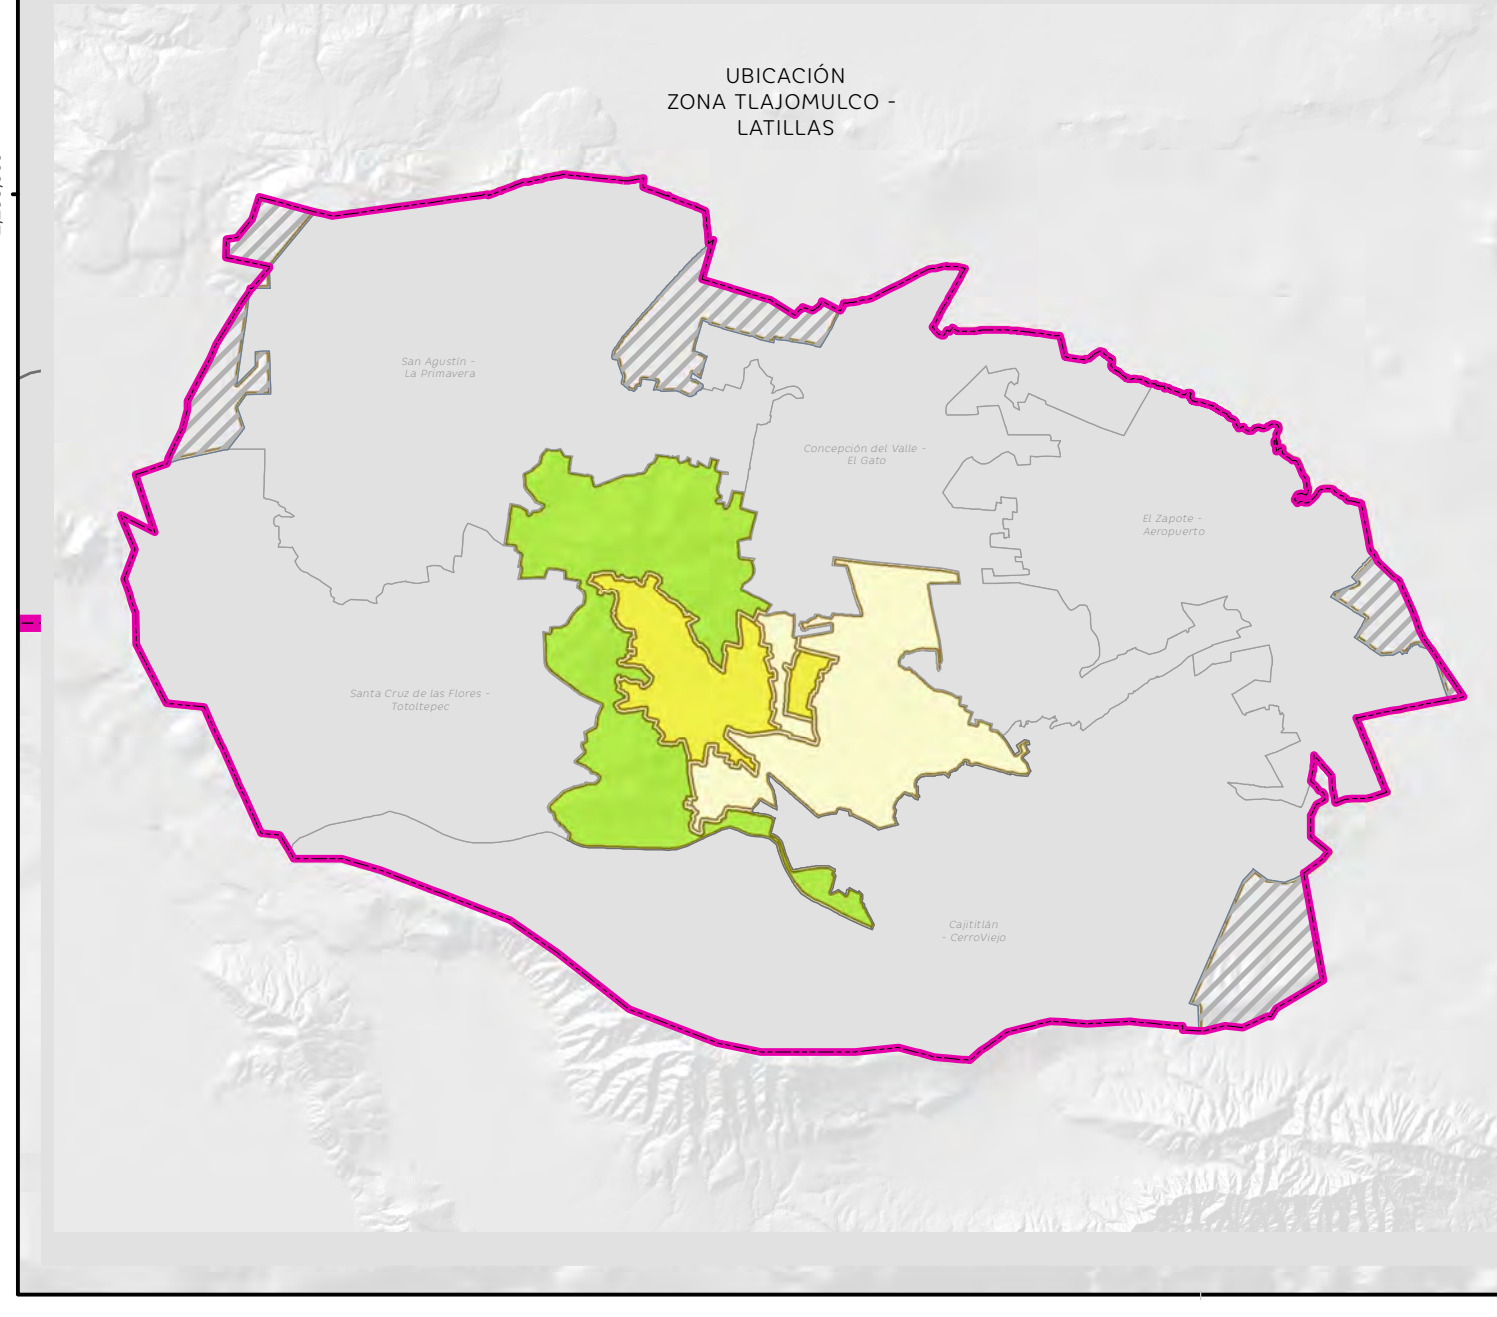 UBICACIÓN
ZONA TLAJOMULCO -
LATILLAS
San Agustín -
La Primavera
Concepción del Valle -
El Gato
El Zapote -
Aeropuerto
Santa Cruz de las Flores -
Totoltepec
Cajititlán
- CerroViejo